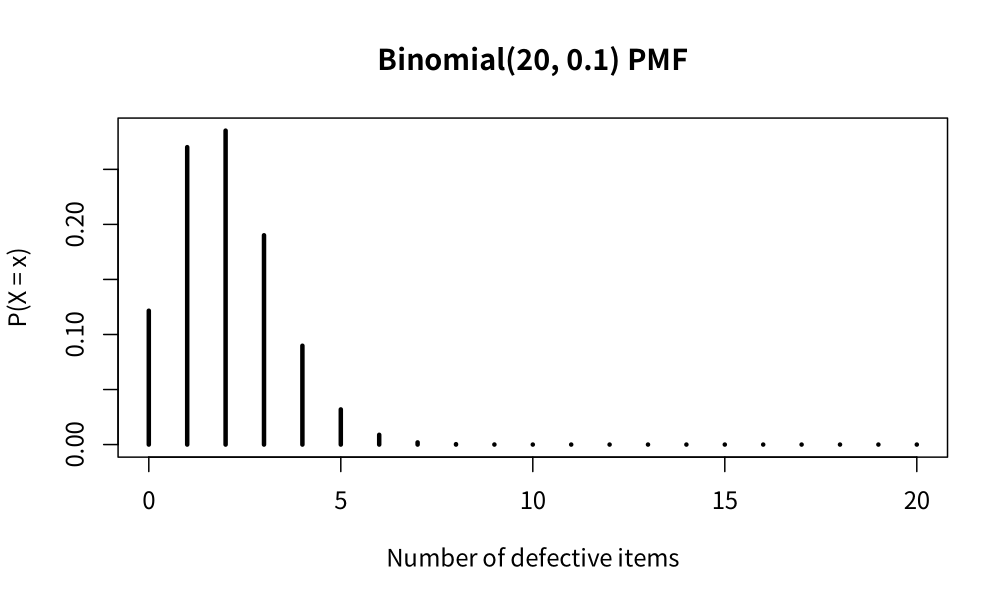 Binomial(20, 0.1) PMF
P(X = x)
0.20
0.10
0.00
0 5 10 15 20
Number of defective items